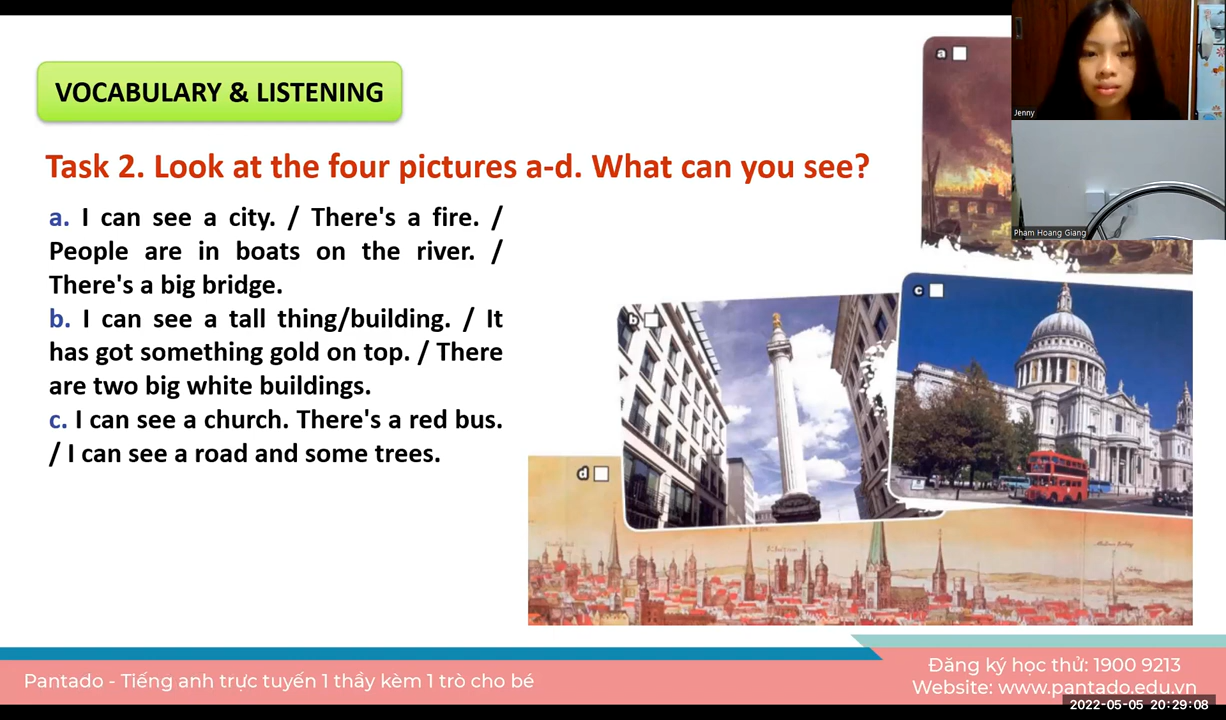 VOCABULARY & LISTENING
Task 2. Look at the four pictures a-d. What can you see?
a. I can see a city. / There's a fire. /
People are in boats on the river. /
There's a big bridge.
b. I can see a tall thing/building. / It
has got something gold on top. / There
are two big white buildings.
c. I can see a church. There's a red bus.
/ I can see a road and some trees.
a
b
c
d
Jenny
Pham Hoang Giang
Pantado - Tiếng anh trực tuyến 1 thầy kèm 1 trò cho bé
Đăng ký học thử: 1900 9213
Website: www.pantado.edu.vn
2022-05-05 20:29:08